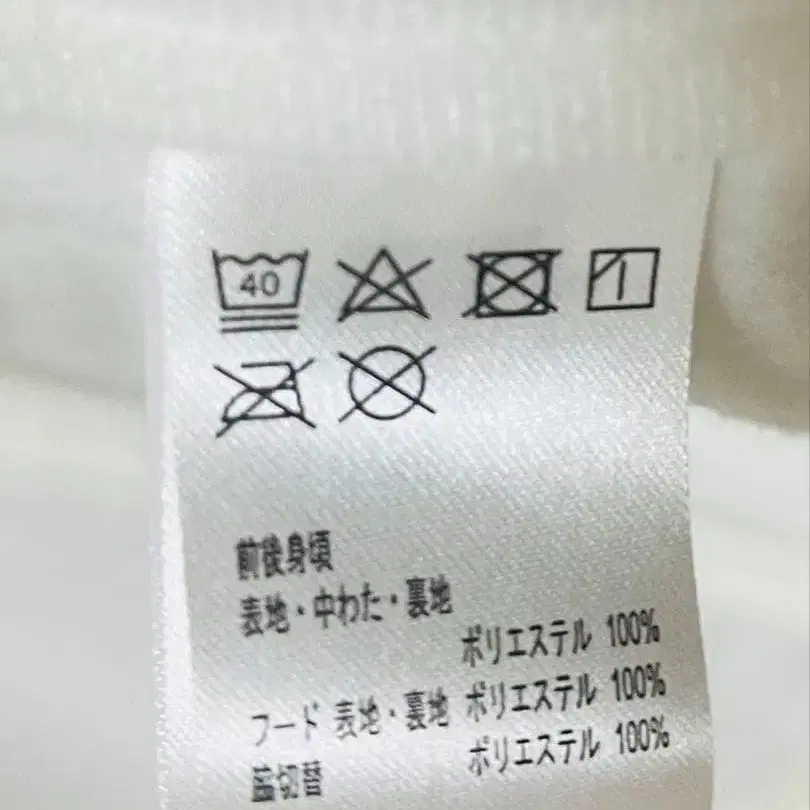 40
前後身頃
表地・中わた・裏地
ポリエステル 100%
フード 表地・裏地 ポリエステル 100%
脇切替 ポリエステル 100%